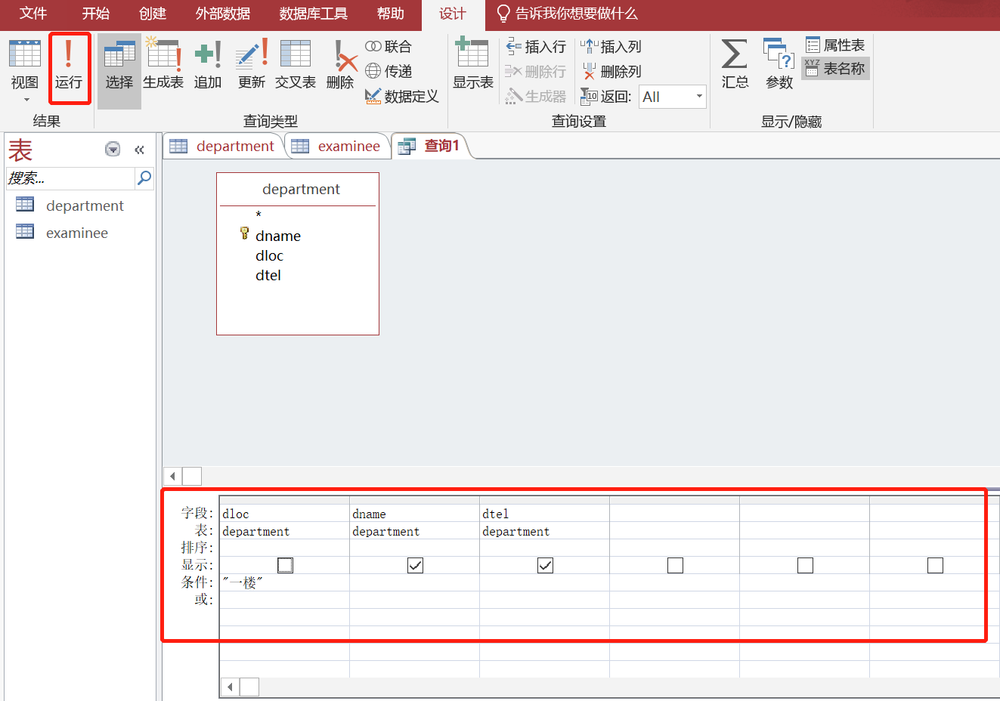 文件 开始 创建 外部数据 数据库工具 帮助 设计 告诉我你想要做什么
视图 运行 选择 生成表 追加 更新 交叉表 删除 联合 传递 数据定义 显示表 插入行 删除行 生成器 插入列 删除列 返回: All 汇总 参数 属性表 表名称
结果 查询类型 查询设置 显示/隐藏
表 «
搜索...
department
examinee
department examinee 查询1
department
*
dname
dloc
dtel
字段: dloc dname dtel
表: department department department
排序:
显示:
条件: "一楼"
或: